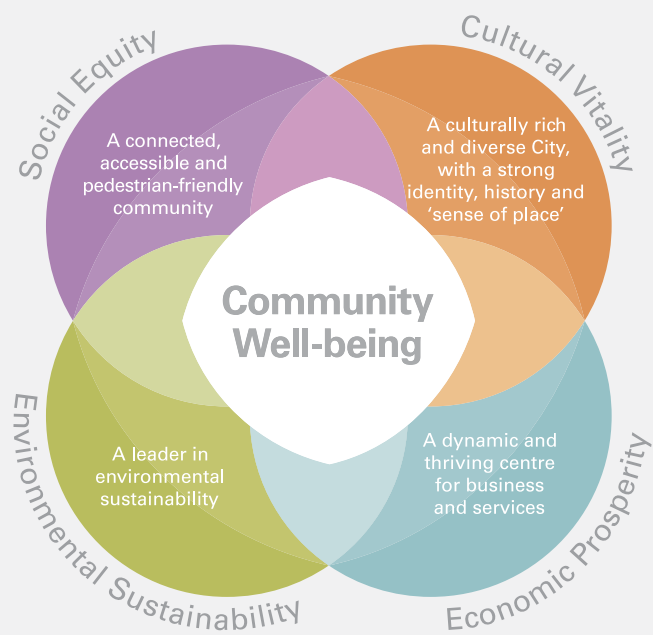 Social Equity
Cultural Vitality
A connected,
accessible and
pedestrian-friendly
community
A culturally rich
and diverse City,
with a strong
identity, history and
‘sense of place’
Community
Well-being
A leader in
environmental
sustainability
A dynamic and
thriving centre
for business
and services
Environmental Sustainability
Economic Prosperity